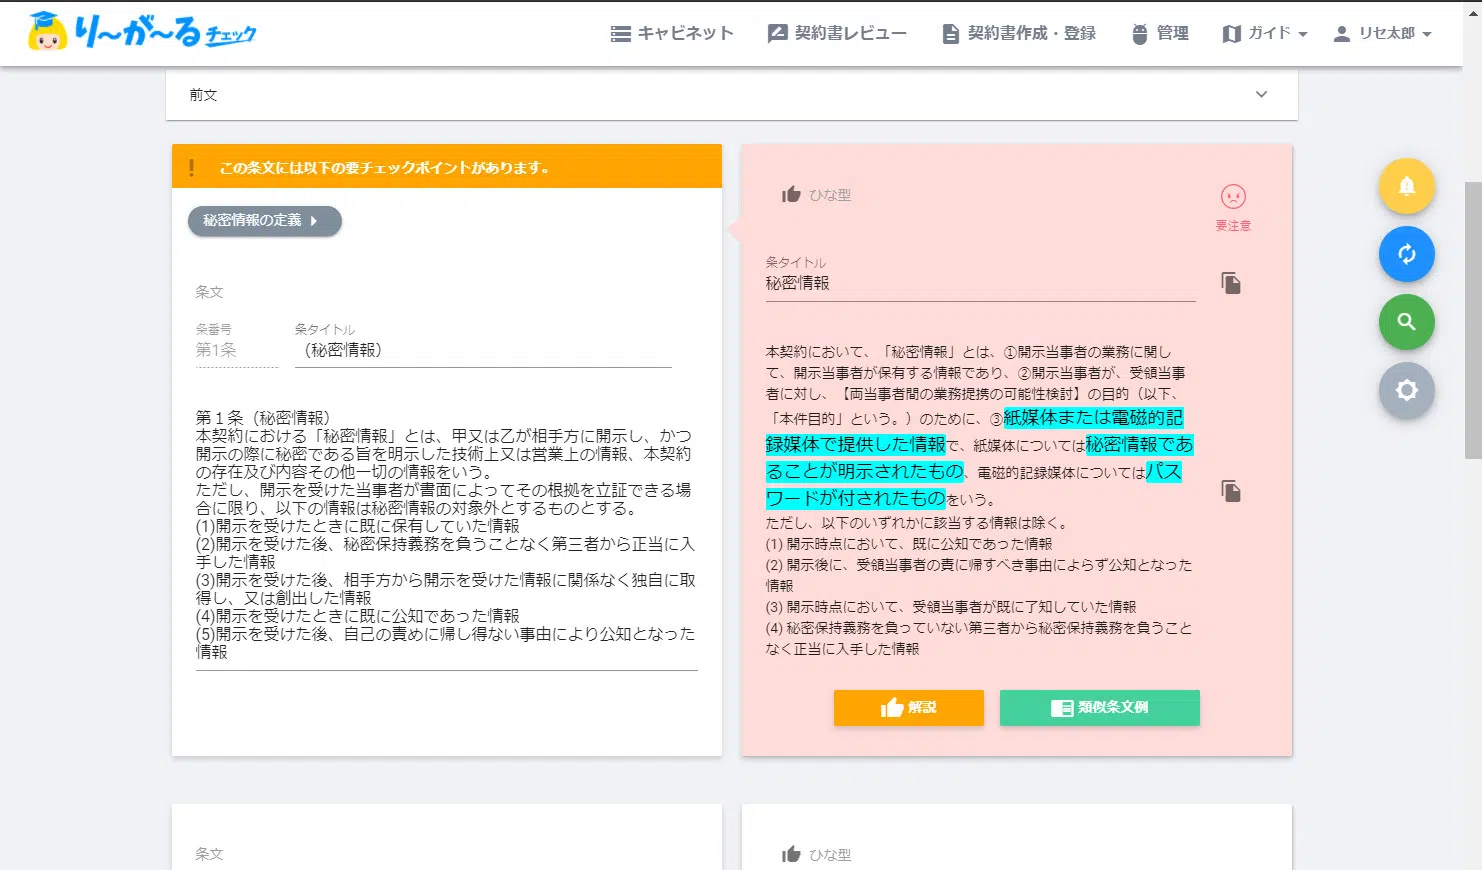 り〜が〜る チェック
キャビネット
契約書レビュー
契約書作成・登録
管理
ガイド
リセ太郎
前文
この条文には以下の要チェックポイントがあります。
秘密情報の定義
条文
条番号
条タイトル
第1条
（秘密情報）
第１条（秘密情報）
本契約における「秘密情報」とは、甲又は乙が相手方に開示し、かつ
開示の際に秘密である旨を明示した技術上又は営業上の情報、本契約
の存在及び内容その他一切の情報をいう。
ただし、開示を受けた当事者が書面によってその根拠を立証できる場
合に限り、以下の情報は秘密情報の対象外とするものとする。
(1)開示を受けたときに既に保有していた情報
(2)開示を受けた後、秘密保持義務を負うことなく第三者から正当に入
手した情報
(3)開示を受けた後、相手方から開示を受けた情報に関係なく独自に取
得し、又は創出した情報
(4)開示を受けたときに既に公知であった情報
(5)開示を受けた後、自己の責めに帰し得ない事由により公知となった
情報
ひな型
要注意
条タイトル
秘密情報
本契約において、「秘密情報」とは、①開示当事者の業務に関し
て、開示当事者が保有する情報であり、②開示当事者が、受領当事
者に対し、【両当事者間の業務提携の可能性検討】の目的（以下、
「本件目的」という。）のために、③紙媒体または電磁的記
録媒体で提供した情報で、紙媒体については秘密情報であ
ることが明示されたもの、電磁的記録媒体についてはパス
ワードが付されたものをいう。
ただし、以下のいずれかに該当する情報は除く。
(1) 開示時点において、既に公知であった情報
(2) 開示後に、受領当事者の責に帰すべき事由によらず公知となった
情報
(3) 開示時点において、受領当事者が既に了知していた情報
(4) 秘密保持義務を負っていない第三者から秘密保持義務を負うこと
なく正当に入手した情報
解説
類似条文例
条文
ひな型